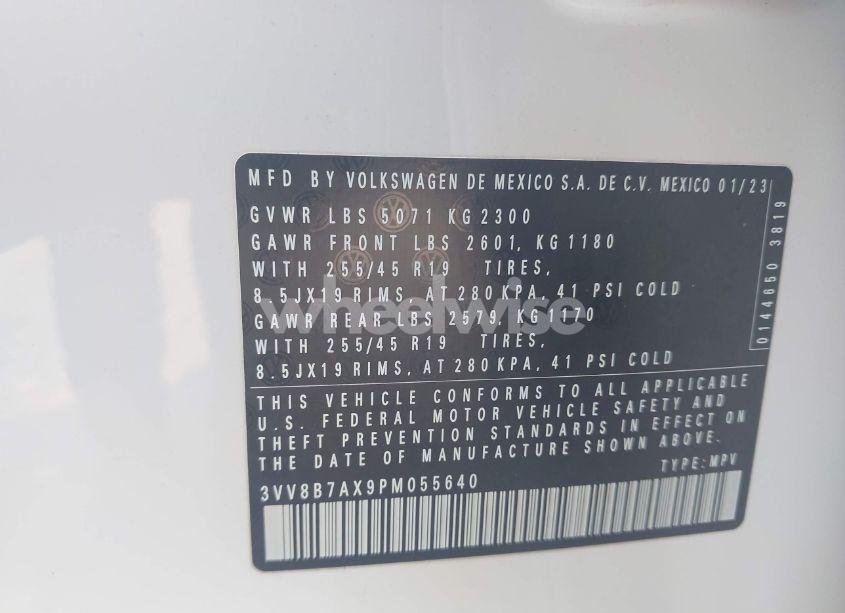 MFD BY VOLKSWAGEN DE MEXICO S.A. DE C.V. MEXICO 01/23
GVWR LBS 5071 KG 2300
GAWR FRONT LBS 2601, KG 1180
WITH 255/45 R19 TIRES,
8.5JX19 RIMS, AT 280 KPA, 41 PSI COLD
GAWR REAR LBS 2579, KG 1170
WITH 255/45 R19 TIRES,
8.5JX19 RIMS, AT 280 KPA, 41 PSI COLD
THIS VEHICLE CONFORMS TO ALL APPLICABLE
U.S. FEDERAL MOTOR VEHICLE SAFETY AND
THEFT PREVENTION STANDARDS IN EFFECT ON
THE DATE OF MANUFACTURE SHOWN ABOVE.
TYPE: MPV
3VV8B7AX9PM055640
0144650 3819
wheelwise